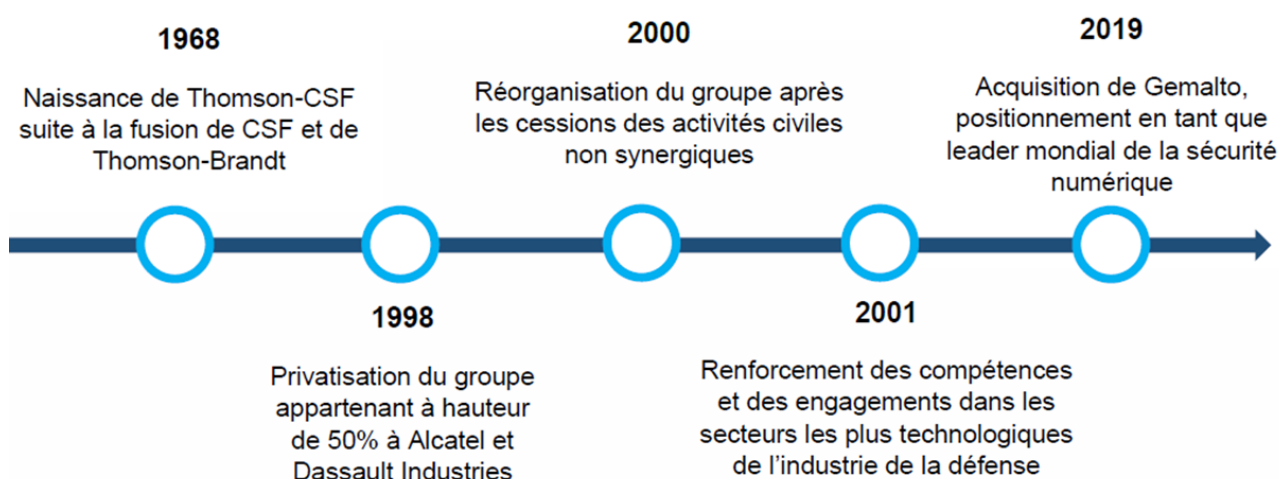 1968
Naissance de Thomson-CSF
suite à la fusion de CSF et de
Thomson-Brandt
1998
Privatisation du groupe
appartenant à hauteur
de 50% à Alcatel et
Dassault Industries
2000
Réorganisation du groupe après
les cessions des activités civiles
non synergiques
2001
Renforcement des compétences
et des engagements dans les
secteurs les plus technologiques
de l’industrie de la défense
2019
Acquisition de Gemalto,
positionnement en tant que
leader mondial de la sécurité
numérique